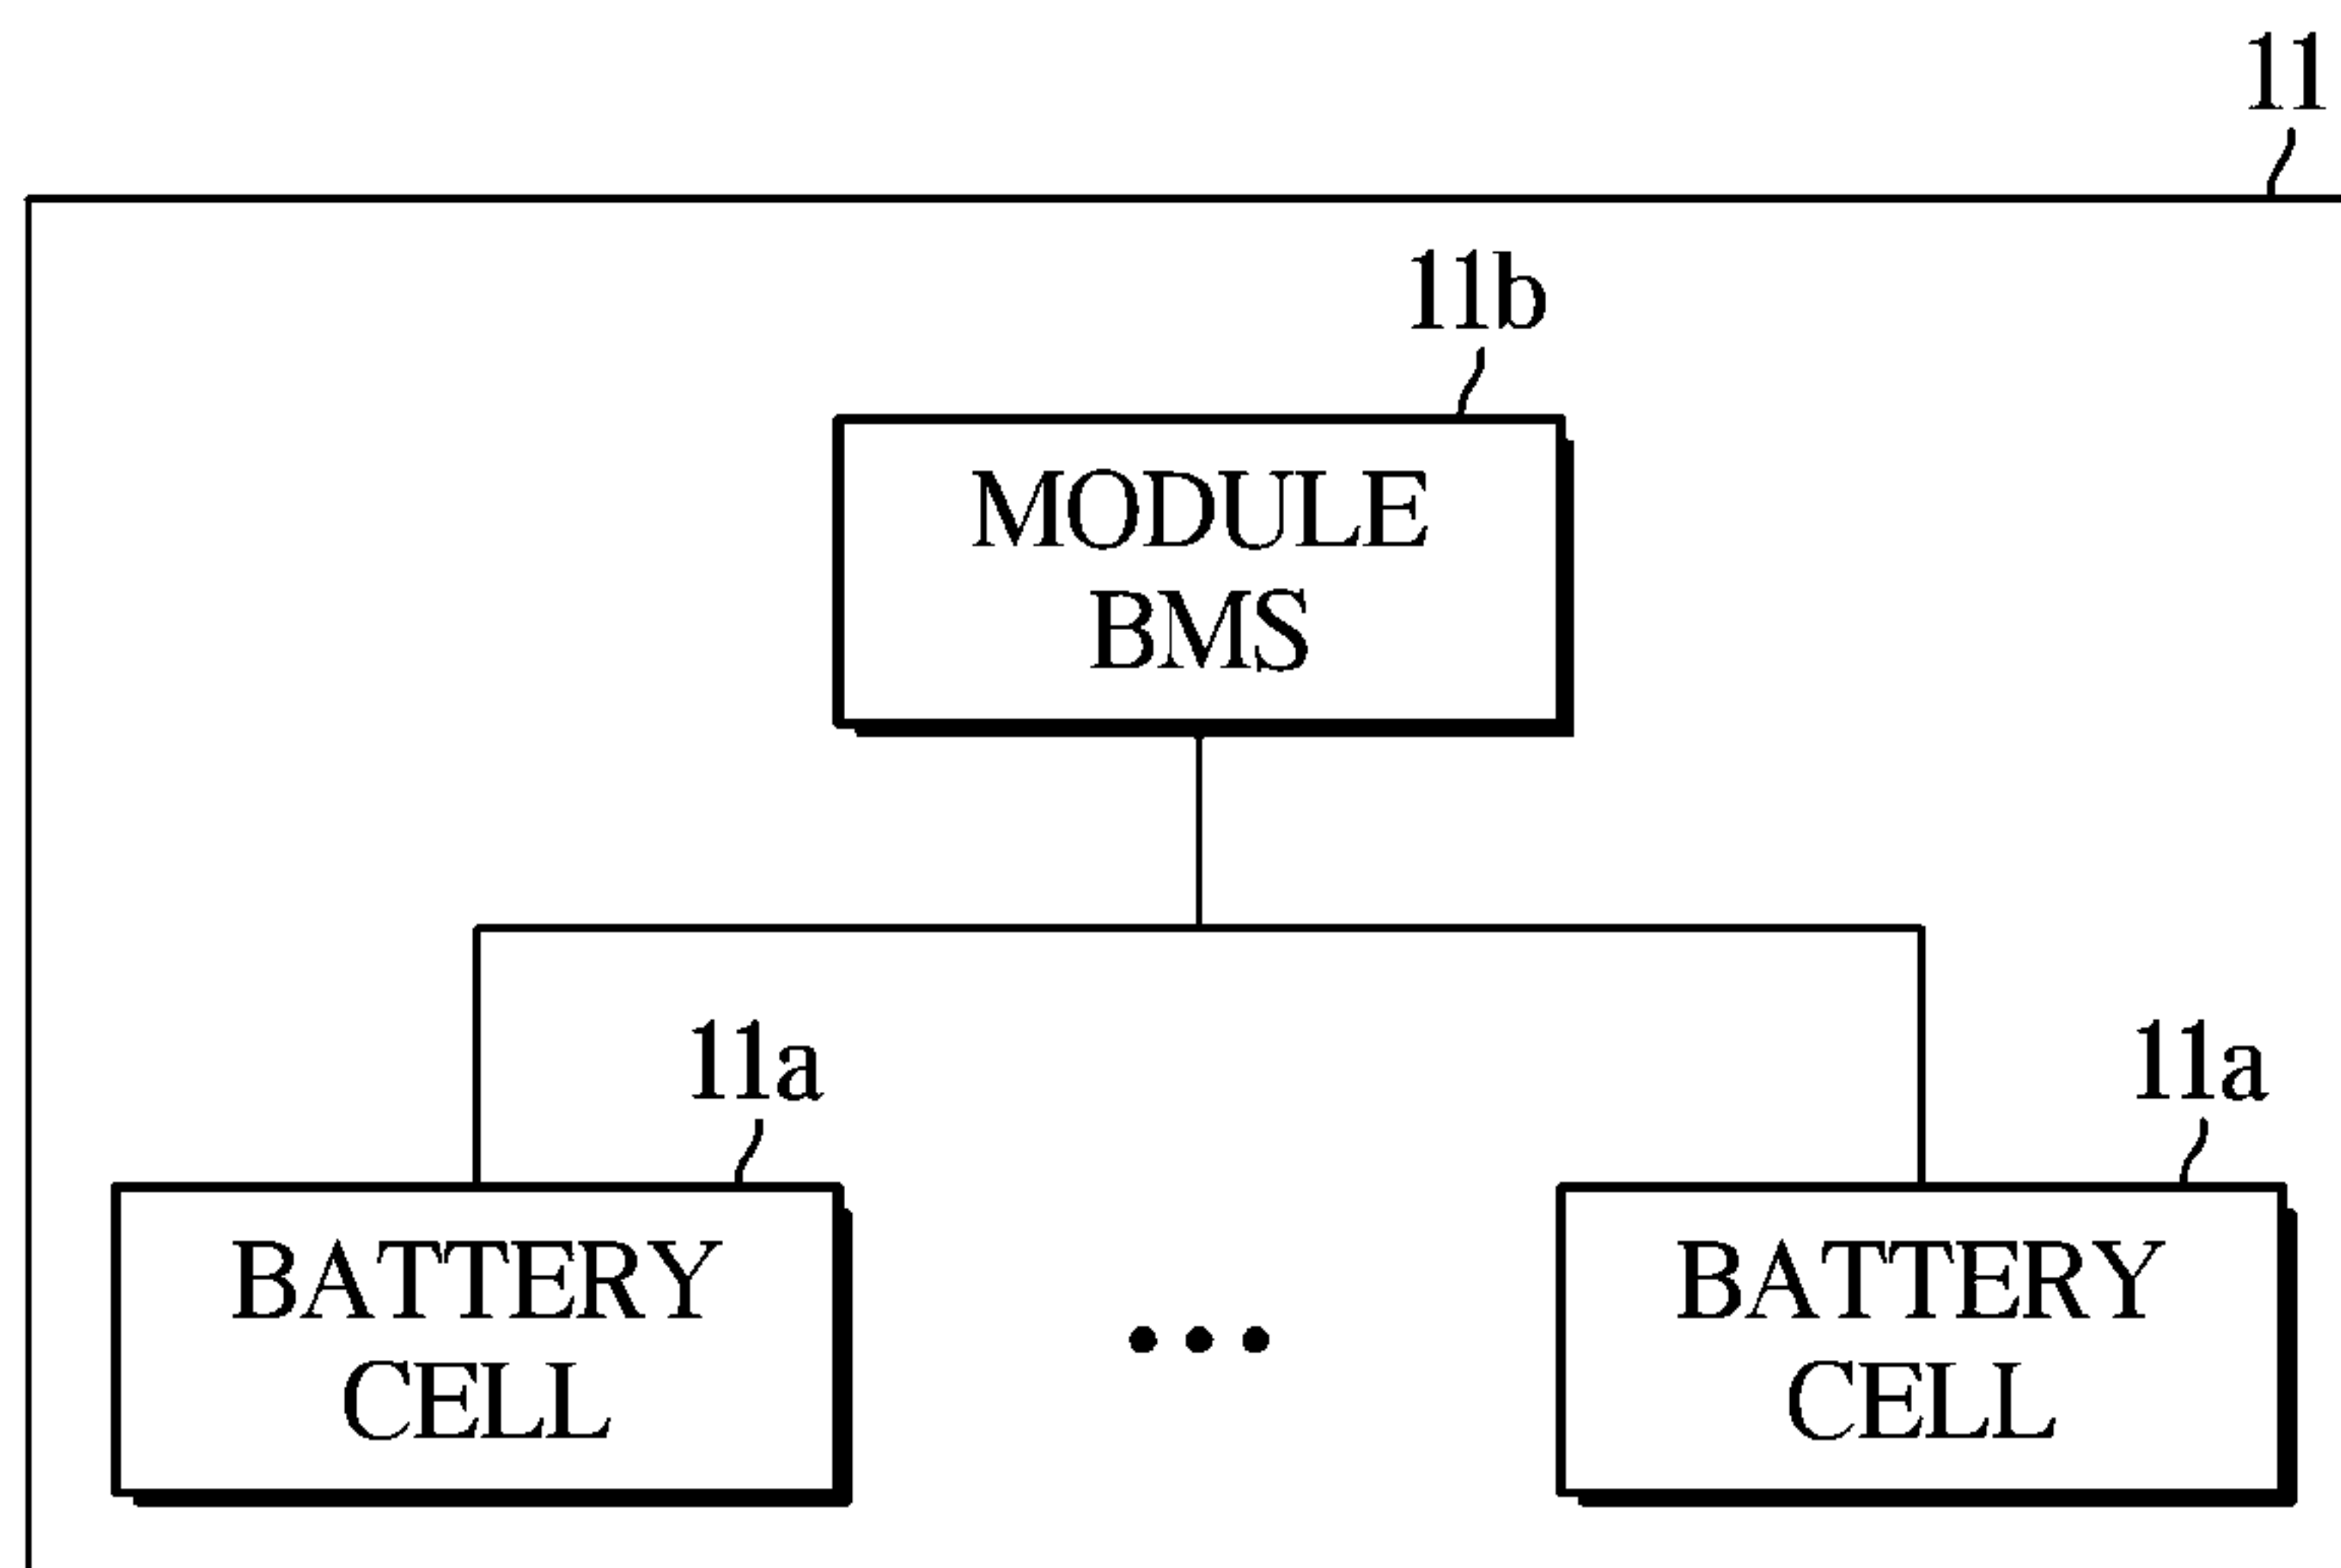 11
11b
MODULE
BMS
11a
11a
BATTERY
CELL
BATTERY
CELL